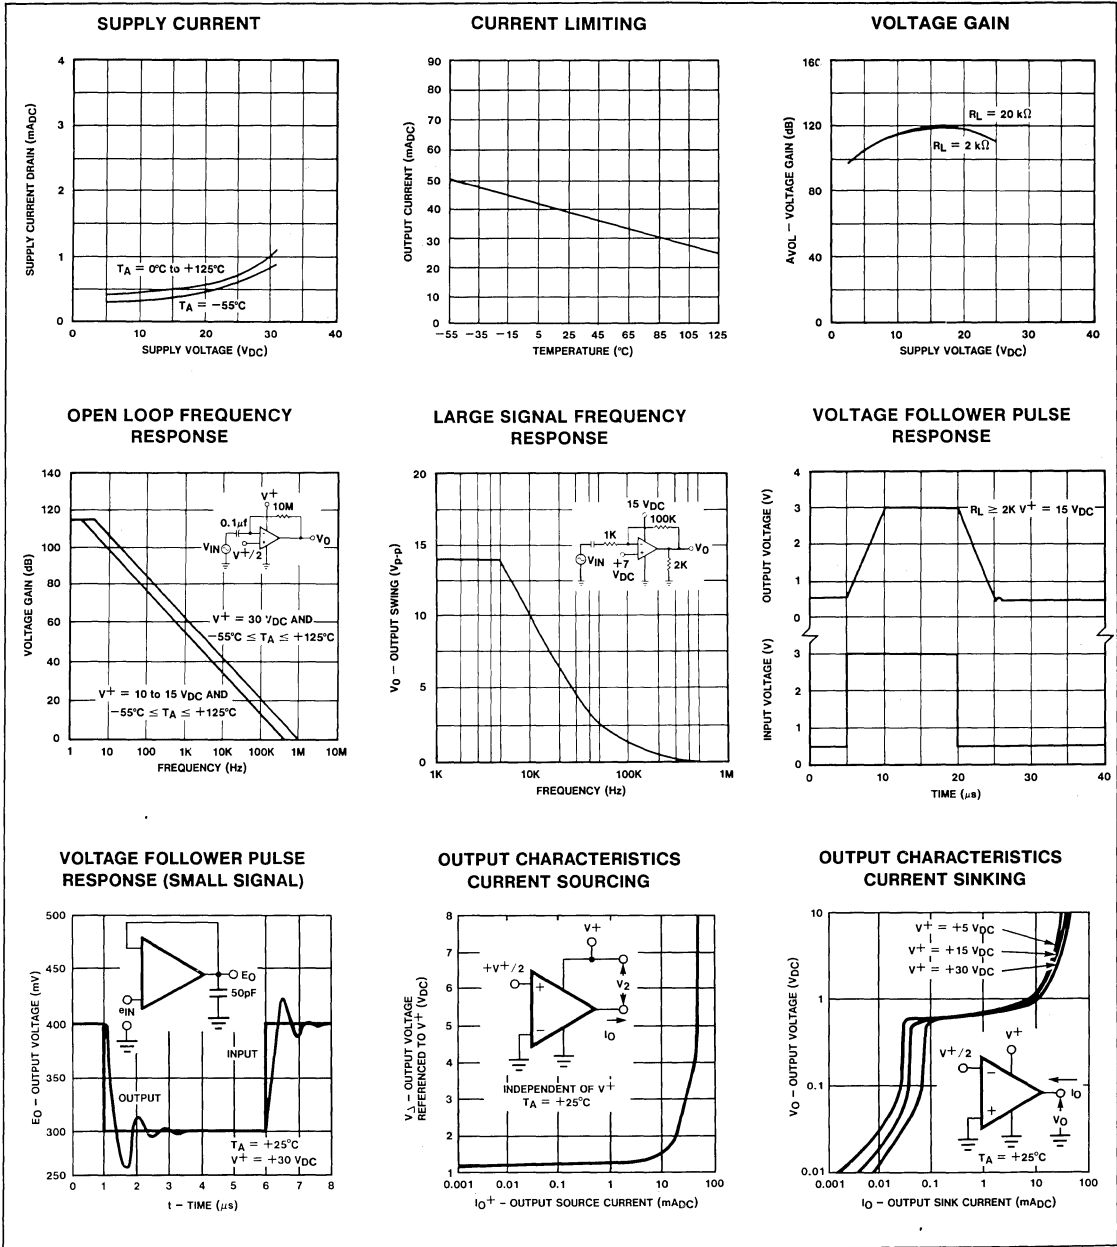 SUPPLY CURRENT
SUPPLY CURRENT DRAIN (mADC)
4
3
2
1
0
TA = 0°C to +125°C
TA = −55°C
0 10 20 30 40
SUPPLY VOLTAGE (VDC)
CURRENT LIMITING
OUTPUT CURRENT (mADC)
90
80
70
60
50
40
30
20
10
0
−55 −35 −15 5 25 45 65 85 105 125
TEMPERATURE (°C)
VOLTAGE GAIN
AVOL – VOLTAGE GAIN (dB)
160
120
80
40
0
RL = 20 kΩ
RL = 2 kΩ
0 10 20 30 40
SUPPLY VOLTAGE (VDC)
OPEN LOOP FREQUENCY
RESPONSE
VOLTAGE GAIN (dB)
140
120
100
80
60
40
20
0
V+
10M
0.1µf
VIN
V+/2
VO
V+ = 30 VDC AND
−55°C ≤ TA ≤ +125°C
V+ = 10 to 15 VDC AND
−55°C ≤ TA ≤ +125°C
1 10 100 1K 10K 100K 10M
FREQUENCY (Hz)
LARGE SIGNAL FREQUENCY
RESPONSE
VO – OUTPUT SWING (Vp-p)
20
15
10
5
0
15 VDC
100K
1K
VIN
+7
VDC
VO
2K
1K 10K 100K 1M
FREQUENCY (Hz)
VOLTAGE FOLLOWER PULSE
RESPONSE
OUTPUT VOLTAGE (V)
4
3
2
1
0
RL ≥ 2K V+ = 15 VDC
INPUT VOLTAGE (V)
3
2
1
0
0 10 20 30 40
TIME (µs)
VOLTAGE FOLLOWER PULSE
RESPONSE (SMALL SIGNAL)
EO – OUTPUT VOLTAGE (mV)
500
450
400
350
300
250
EO
50pF
eIN
INPUT
OUTPUT
TA = +25°C
V+ = +30 VDC
0 1 2 3 4 5 6 7 8
t – TIME (µs)
OUTPUT CHARACTERISTICS
CURRENT SOURCING
V△ – OUTPUT VOLTAGE
REFERENCED TO V+ (VDC)
8
7
6
5
4
3
2
1
V+
+V+/2
+
−
V2
IO
INDEPENDENT OF V+
TA = +25°C
0.001 0.01 0.1 1 10 100
IO+ – OUTPUT SOURCE CURRENT (mADC)
OUTPUT CHARACTERISTICS
CURRENT SINKING
VO – OUTPUT VOLTAGE (VDC)
10
1
0.1
0.01
V+ = +5 VDC
V+ = +15 VDC
V+ = +30 VDC
V+
V+/2
−
+
IO
VO
TA = +25°C
0.001 0.01 0.1 1 10 100
IO – OUTPUT SINK CURRENT (mADC)